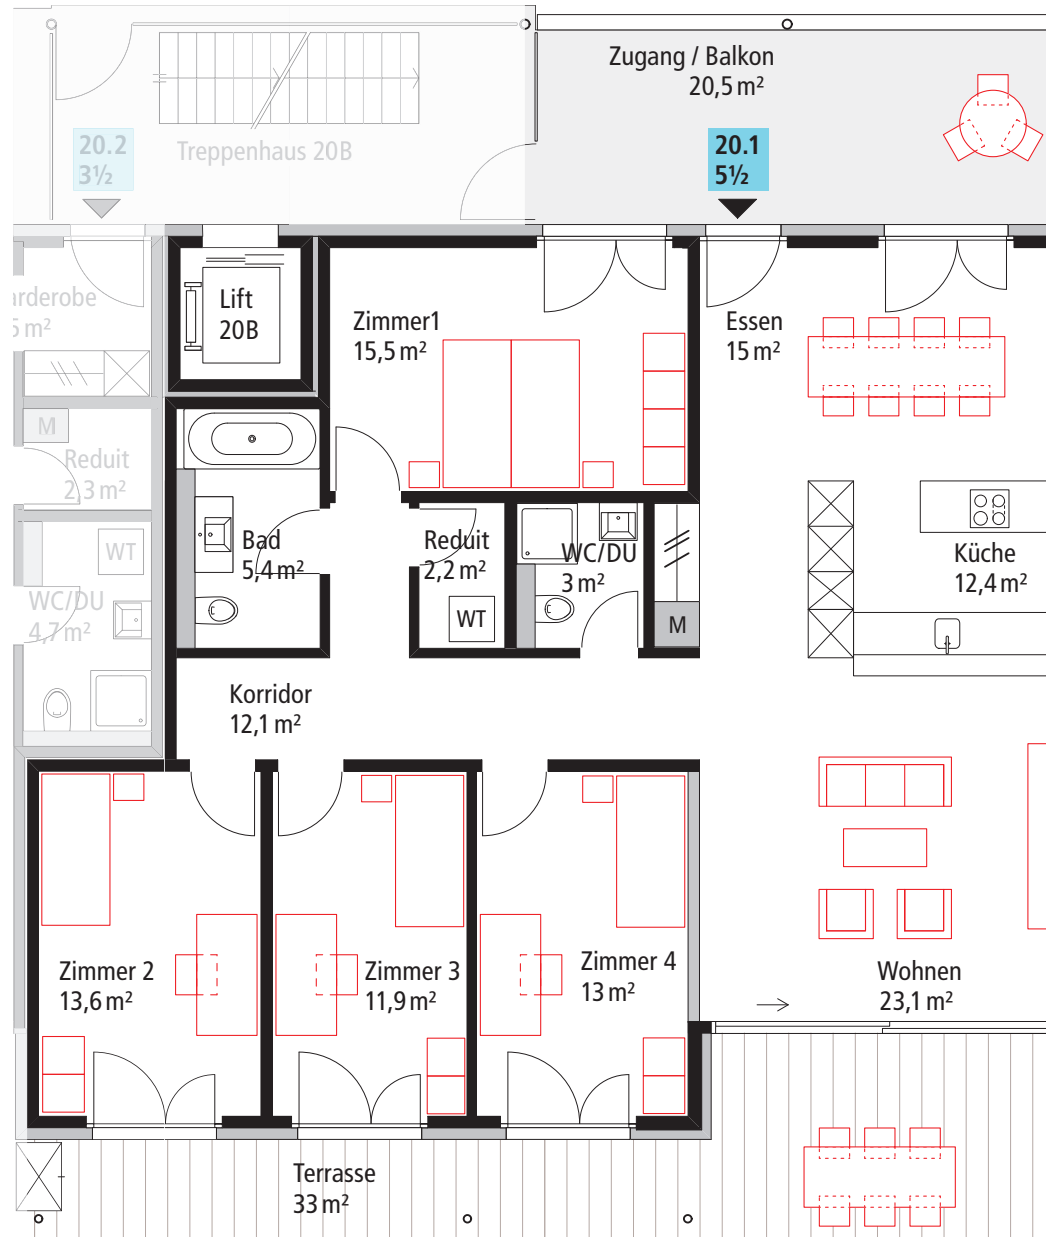 Zugang / Balkon
20,5 m²
20.2
3½
Treppenhaus 20B
20.1
5½
arderobe
5 m²
Lift
20B
Zimmer1
15,5 m²
Essen
15 m²
M
Reduit
2,3 m²
WT
WC/DU
4,7 m²
Bad
5,4 m²
Reduit
2,2 m²
WT
WC/DU
3 m²
M
Küche
12,4 m²
Korridor
12,1 m²
Zimmer 2
13,6 m²
Zimmer 3
11,9 m²
Zimmer 4
13 m²
Wohnen
23,1 m²
Terrasse
33 m²